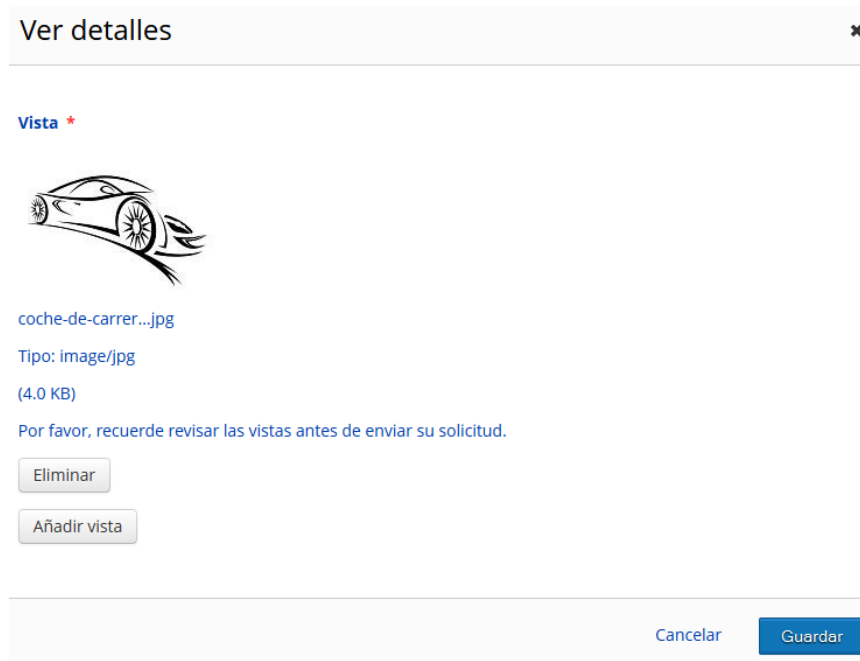 Ver detalles
Vista *
coche-de-carrer...jpg
Tipo: image/jpg
(4.0 KB)
Por favor, recuerde revisar las vistas antes de enviar su solicitud.
Eliminar
Añadir vista
Cancelar
Guardar